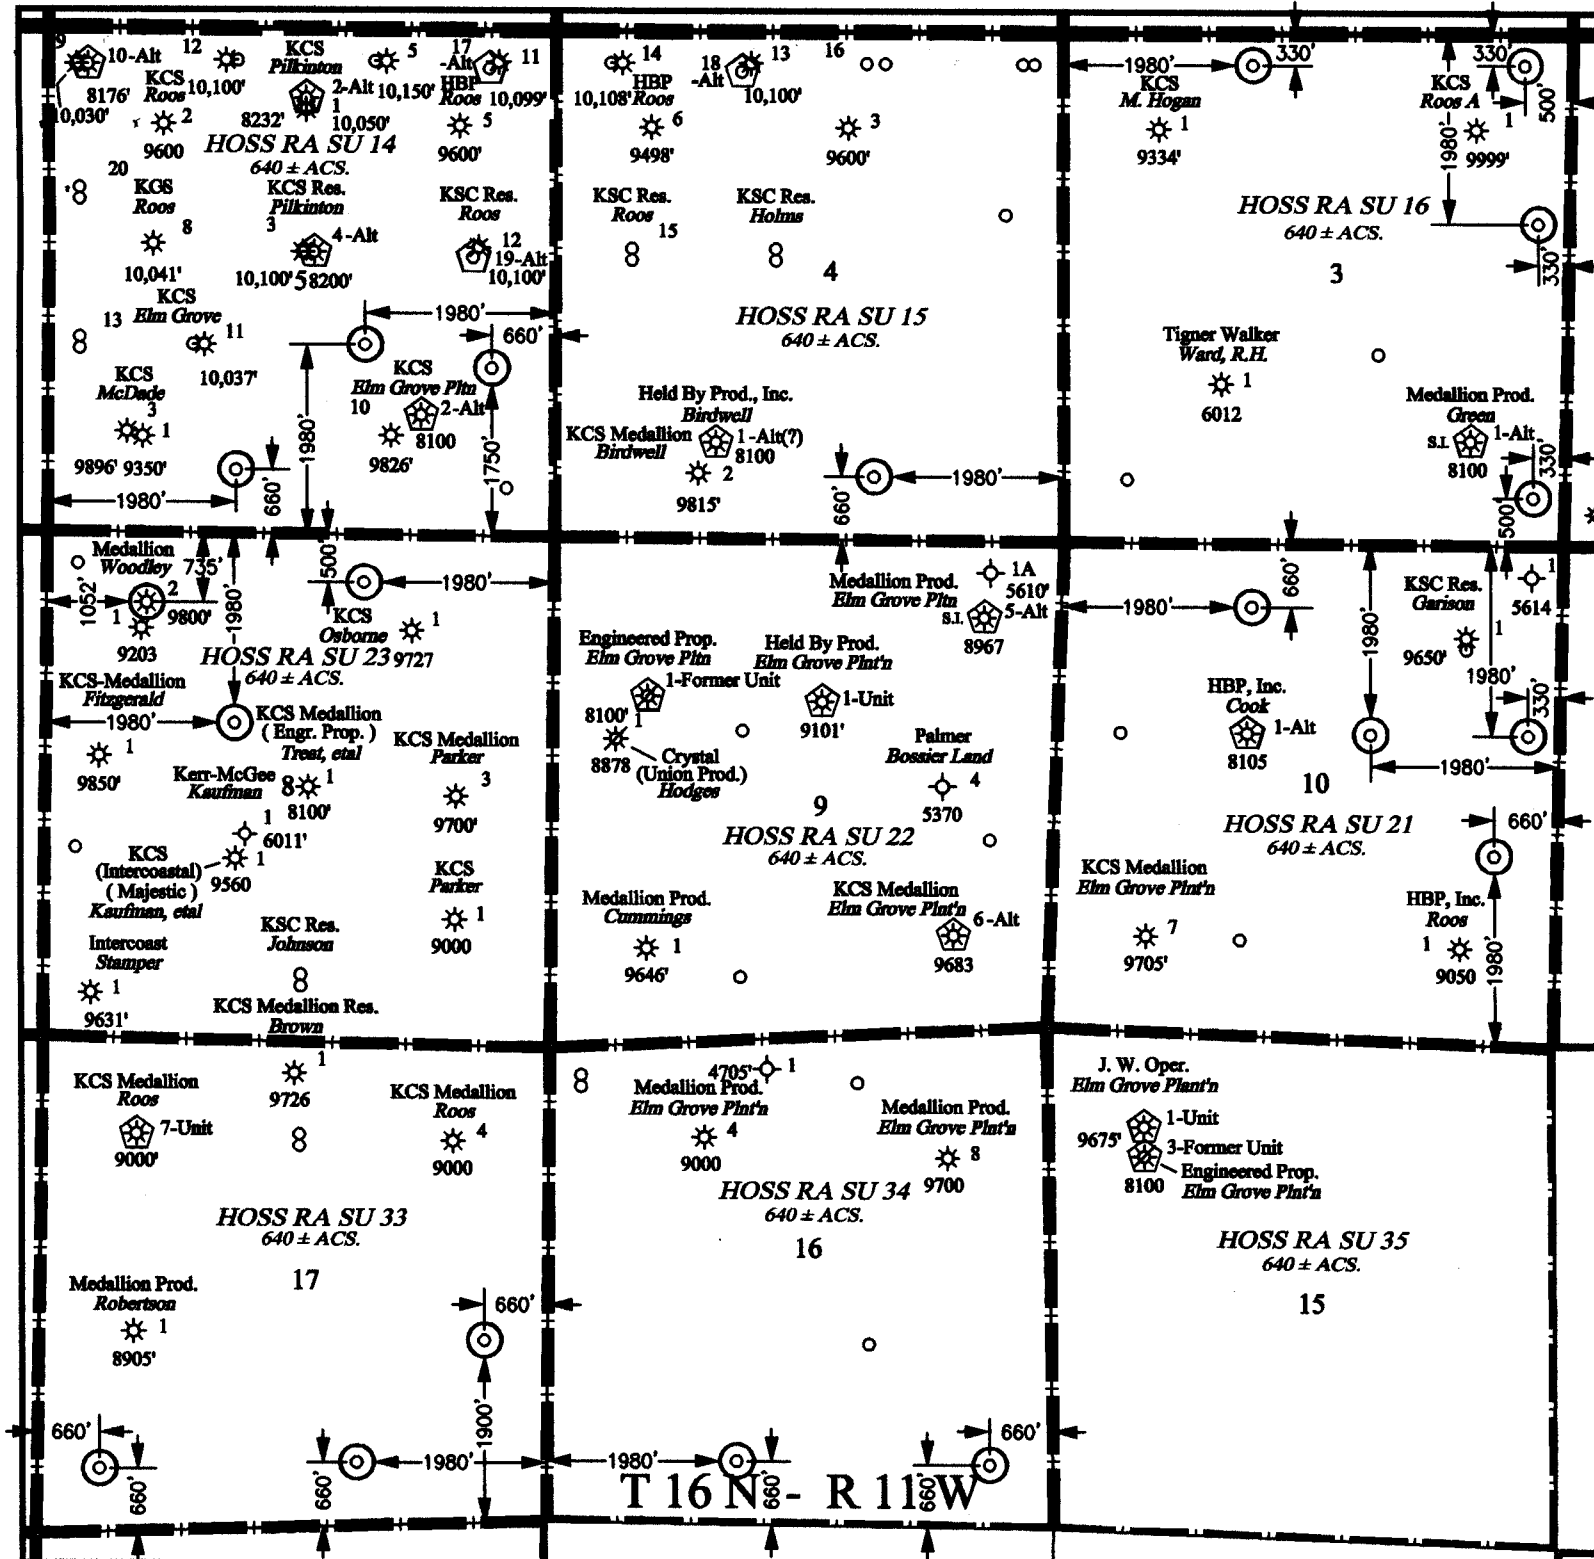 9
10-Alt
8176'
10,030'
12
KCS
Roos
10,100'
2
9600
KCS
Pilkinton
2-Alt
1
8232'
10,050'
5
10,150'
17
-Alt
11
HBP
Roos
10,099'
5
9600'
HOSS RA SU 14
640 ± ACS.
20
KGS
Roos
8
10,041'
KCS Res.
Pilkinton
3
4-Alt
10,100'
5
8200'
KSC Res.
Roos
12
19-Alt
10,100'
13
KCS
Elm Grove
11
10,037'
1980'
660'
KCS
McDade
3
1
9896'
9350'
KCS
Elm Grove Pltn
10
2-Alt
8100
9826'
1980'
1750'
1980'
660'
14
HBP
Roos
10,108'
6
9498'
18
-Alt
13
10,100'
16
3
9600'
KSC Res.
Roos
15
KSC Res.
Holms
4
HOSS RA SU 15
640 ± ACS.
Held By Prod., Inc.
Birdwell
KCS Medallion
Birdwell
1-Alt(?)
8100
2
9815'
1980'
660'
1980'
330'
330'
500'
KCS
M. Hogan
1
9334'
KCS
Roos A
1
9999'
1980'
HOSS RA SU 16
640 ± ACS.
3
330'
Tigner Walker
Ward, R.H.
1
6012
Medallion Prod.
Green
S.I.
1-Alt
8100
330'
500'
Medallion
Woodley
735'
1052'
2
9800'
1
9203
1980'
500'
1980'
KCS
Osborne
1
9727
HOSS RA SU 23
640 ± ACS.
KCS-Medallion
Fitzgerald
1980'
1
9850'
KCS Medallion
( Engr. Prop. )
Trest, etal
1
8100'
8
Kerr-McGee
Kaufman
1
6011'
KCS Medallion
Parker
3
9700'
KCS
(Intercoastal)
( Majestic )
Kaufman, etal
1
9560
KCS
Parker
1
9000
KSC Res.
Johnson
Intercoast
Stamper
1
9631'
KCS Medallion Res.
Brown
Medallion Prod.
Elm Grove Pltn
1A
5610'
S.I.
5-Alt
8967
Engineered Prop.
Elm Grove Pltn
1-Former Unit
8100'
1
8878
Crystal
(Union Prod.)
Hodges
Held By Prod.
Elm Grove Plnt'n
1-Unit
9101'
Palmer
Bossier Land
4
5370
9
HOSS RA SU 22
640 ± ACS.
Medallion Prod.
Cummings
1
9646'
KCS Medallion
Elm Grove Plnt'n
6-Alt
9683
1980'
660'
KSC Res.
Garison
1
5614
1
9650'
1980'
1980'
330'
HBP, Inc.
Cook
1-Alt
8105
1980'
10
HOSS RA SU 21
640 ± ACS.
660'
KCS Medallion
Elm Grove Plnt'n
7
9705'
HBP, Inc.
Roos
1
9050
1980'
KCS Medallion
Roos
7-Unit
9000'
1
9726
KCS Medallion
Roos
4
9000
HOSS RA SU 33
640 ± ACS.
17
Medallion Prod.
Robertson
1
8905'
660'
1900'
660'
660'
660'
1980'
4705'
1
Medallion Prod.
Elm Grove Plnt'n
4
9000
Medallion Prod.
Elm Grove Plnt'n
8
9700
HOSS RA SU 34
640 ± ACS.
16
1980'
660'
660'
660'
T 16 N - R 11 W
J. W. Oper.
Elm Grove Plant'n
1-Unit
9675'
3-Former Unit
8100
Engineered Prop.
Elm Grove Plnt'n
HOSS RA SU 35
640 ± ACS.
15